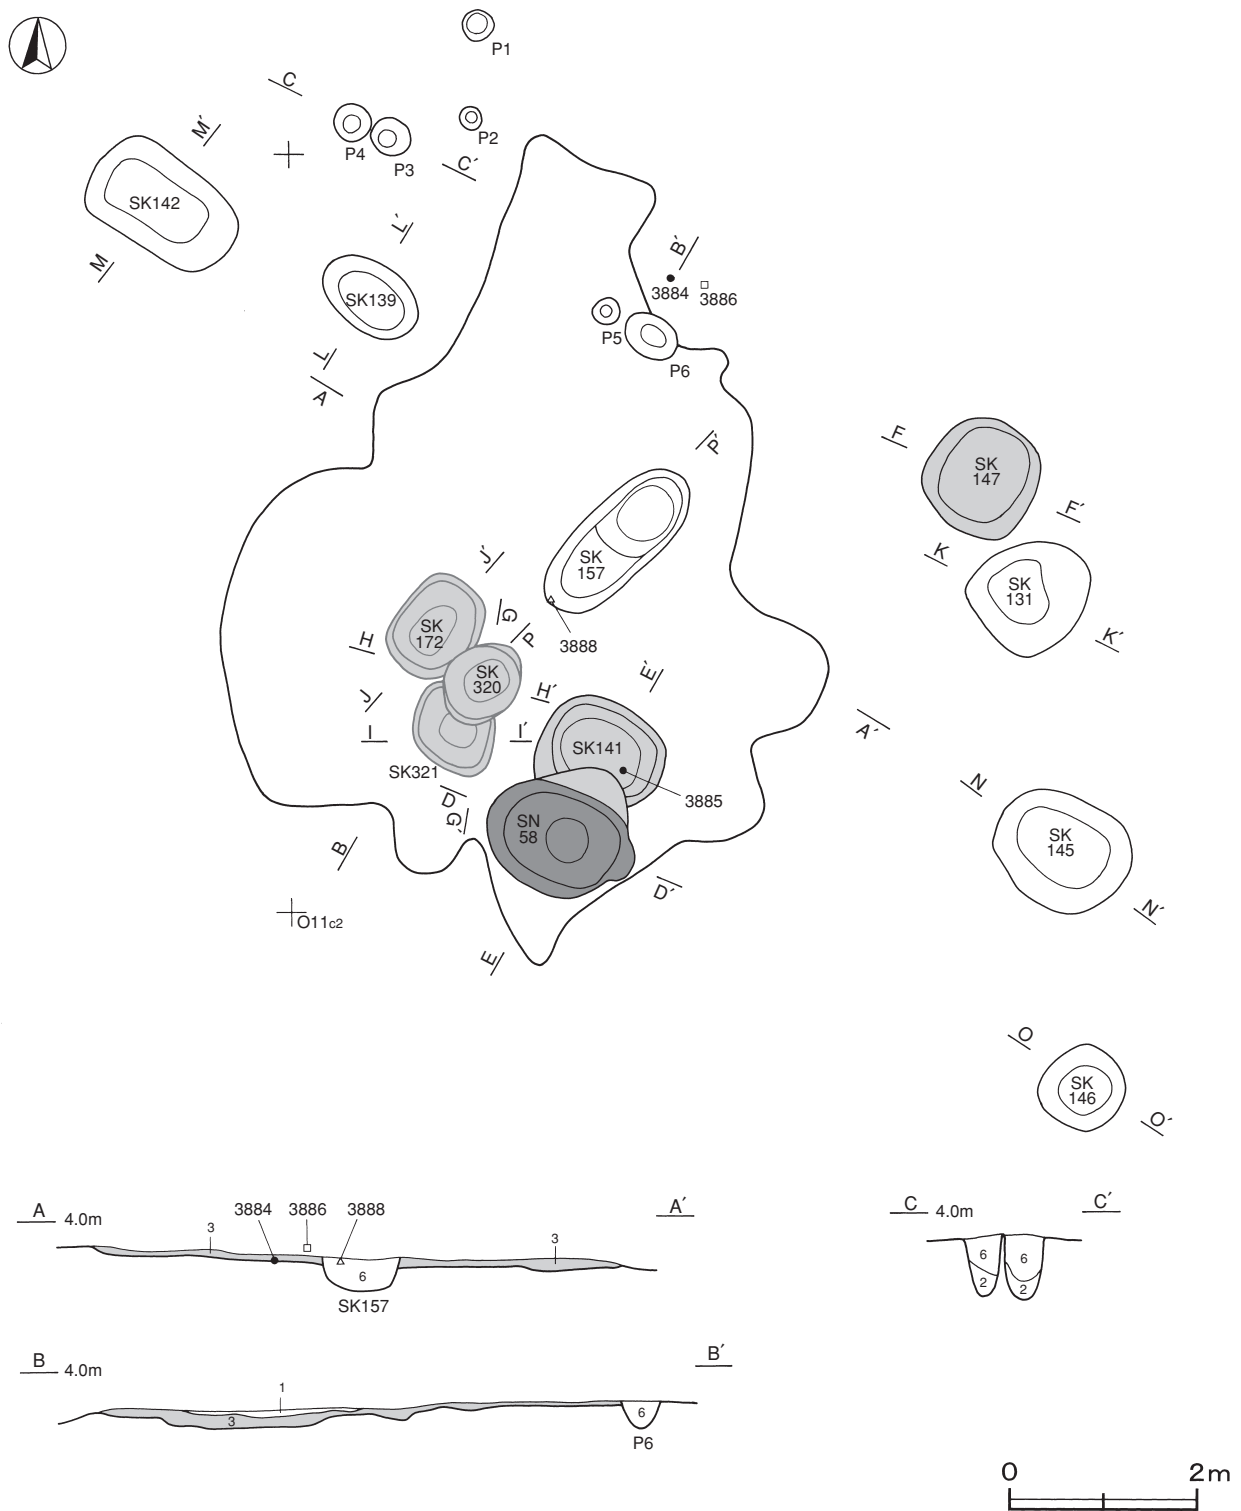 P1
C
M´
P2
P4
P3
C´
SK142
L´
B´
M
3884
3886
SK139
P5
L
P6
A
P´
F
SK
147
F´
J´
K
SK
157
SK
131
G
SK
172
P
H
3888
K´
SK
320
E´
J
H´
I
I´
A´
SK141
SK321
D
3885
N
G´
SN
58
SK
145
B
D´
N´
O11c2
E
O
SK
146
O´
A 4.0m
3884 3886 3888
A´
C 4.0m
C´
3
3
6
6
6
2
2
SK157
B 4.0m
B´
1
3
6
P6
0 2m